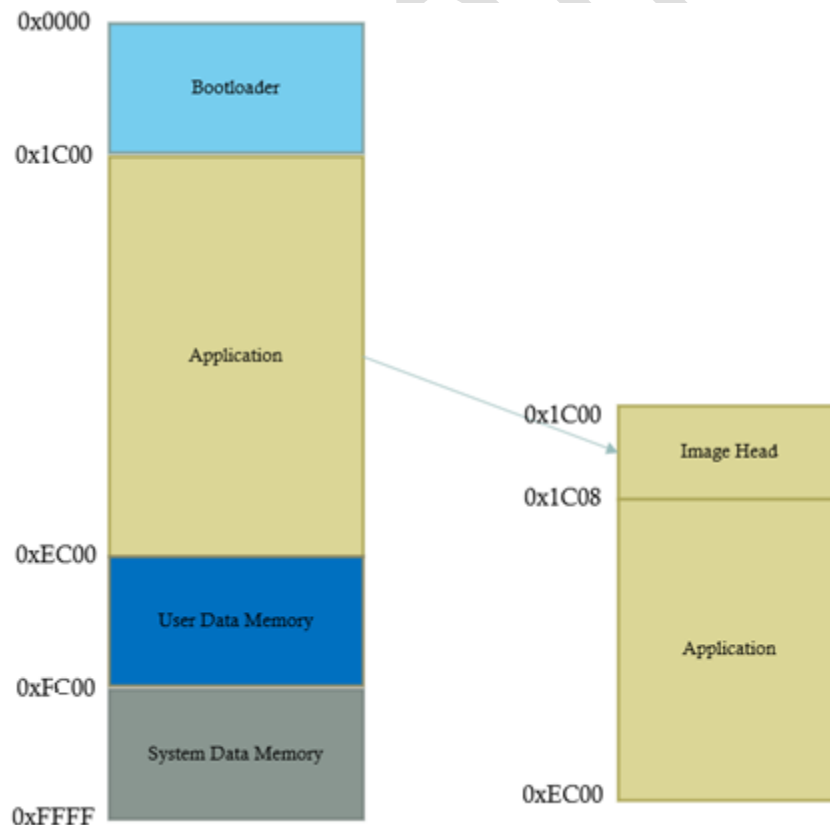 0x0000
Bootloader
0x1C00
Application
0x1C00
Image Head
0x1C08
0xEC00
User Data Memory
Application
0xFC00
System Data Memory
0xEC00
0xFFFF